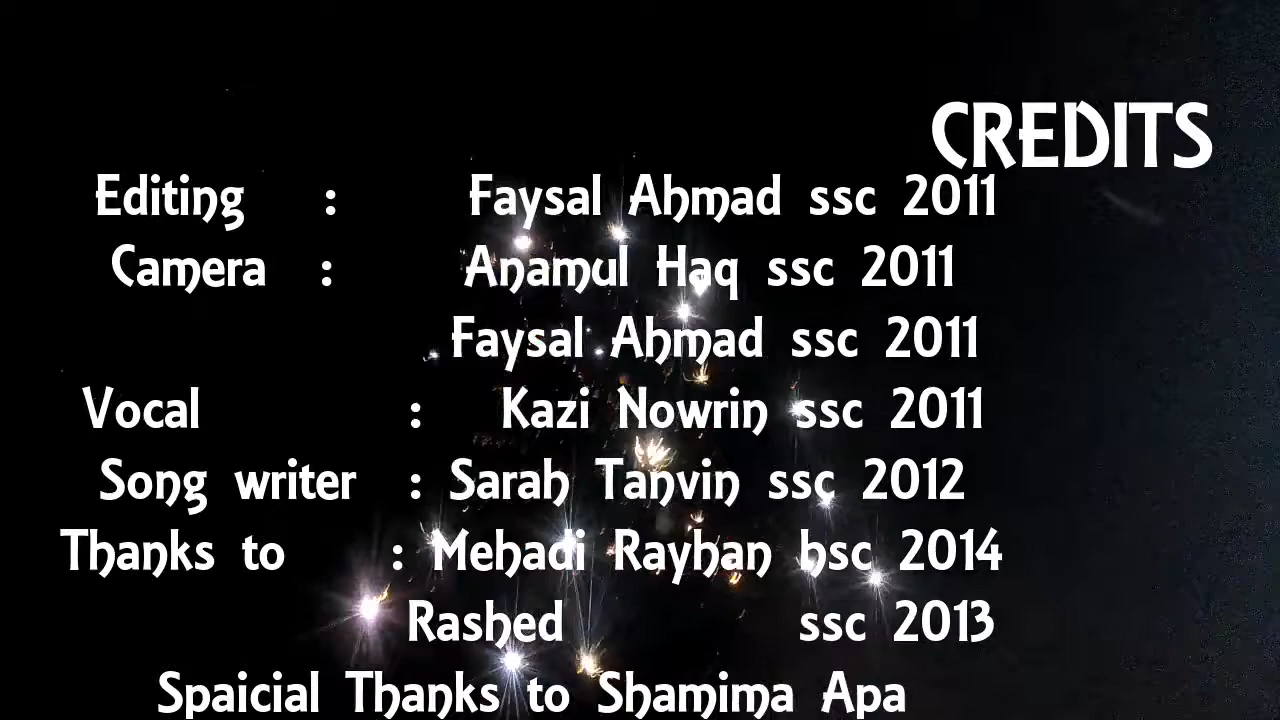 CREDITS
Editing : Faysal Ahmad ssc 2011
Camera : Anamul Haq ssc 2011
Faysal Ahmad ssc 2011
Vocal : Kazi Nowrin ssc 2011
Song writer : Sarah Tanvin ssc 2012
Thanks to : Mehadi Rayhan hsc 2014
Rashed ssc 2013
Spaicial Thanks to Shamima Apa